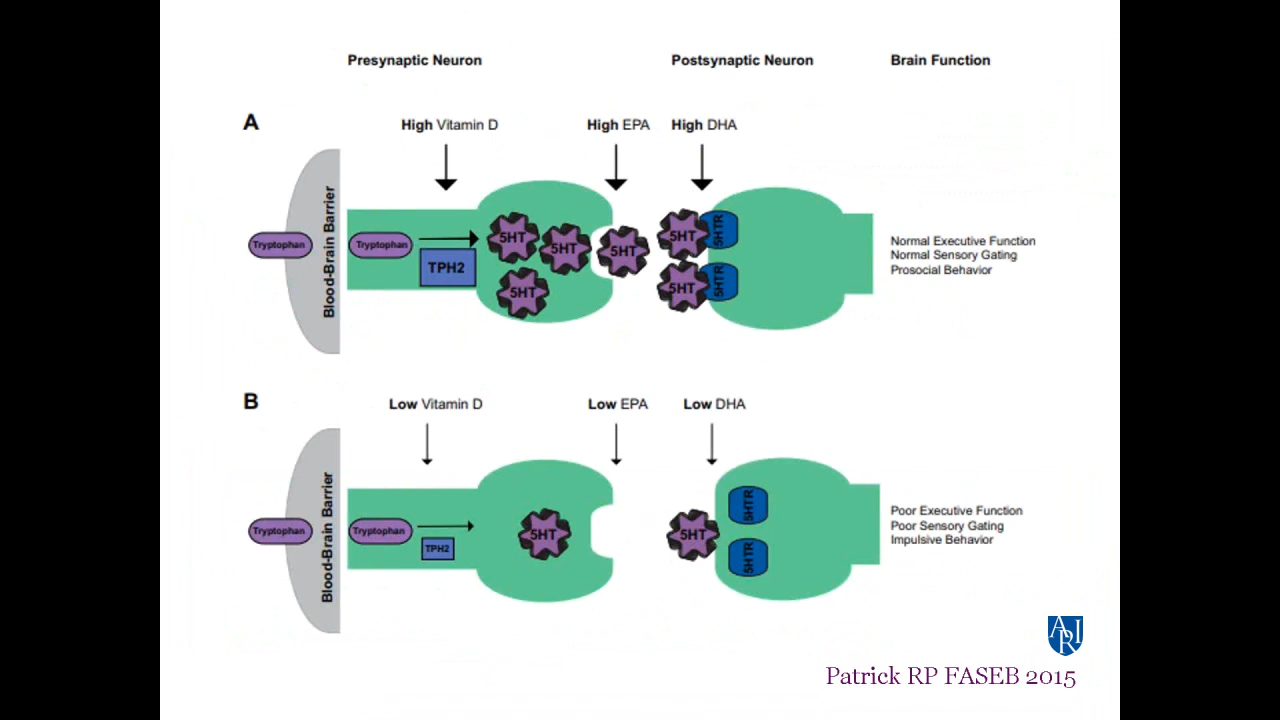 Presynaptic Neuron
Postsynaptic Neuron
Brain Function
A
High Vitamin D
High EPA
High DHA
Blood-Brain Barrier
Tryptophan
Tryptophan
TPH2
5HT
5HT
5HT
5HT
5HT
5HT
5HTR
5HTR
Normal Executive Function
Normal Sensory Gating
Prosocial Behavior
B
Low Vitamin D
Low EPA
Low DHA
Blood-Brain Barrier
Tryptophan
Tryptophan
TPH2
5HT
5HT
5HTR
5HTR
Poor Executive Function
Poor Sensory Gating
Impulsive Behavior
ARI
Patrick RP FASEB 2015